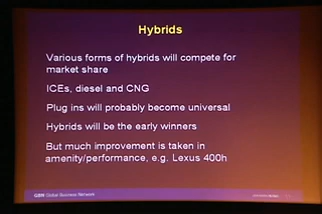 Hybrids
Various forms of hybrids will compete for
market share
ICEs, diesel and CNG
Plug ins will probably become universal
Hybrids will be the early winners
But much improvement is taken in
amenity/performance, e.g. Lexus 400h
GBN Global Business Network